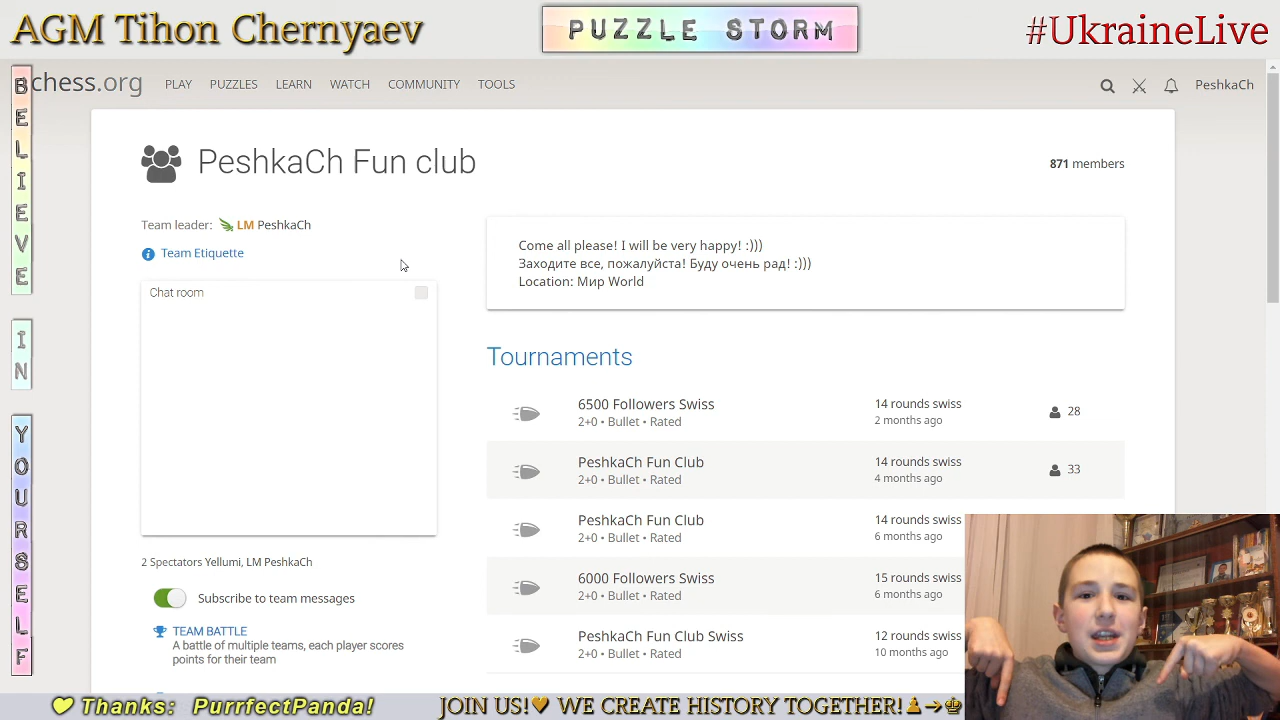 AGM Tihon Chernyaev
PUZZLE STORM
#UkraineLive
BELIEVE
IN
YOURSELF
chess.org
PLAY
PUZZLES
LEARN
WATCH
COMMUNITY
TOOLS
PeshkaCh
PeshkaCh Fun club
871 members
Team leader: LM PeshkaCh
Team Etiquette
Chat room
Come all please! I will be very happy! :)))
Заходите все, пожалуйста! Буду очень рад! :)))
Location: Мир World
Tournaments
6500 Followers Swiss
2+0 • Bullet • Rated
14 rounds swiss
2 months ago
28
PeshkaCh Fun Club
2+0 • Bullet • Rated
14 rounds swiss
4 months ago
33
PeshkaCh Fun Club
2+0 • Bullet • Rated
14 rounds swiss
6 months ago
6000 Followers Swiss
2+0 • Bullet • Rated
15 rounds swiss
6 months ago
PeshkaCh Fun Club Swiss
2+0 • Bullet • Rated
12 rounds swiss
10 months ago
2 Spectators Yellumi, LM PeshkaCh
Subscribe to team messages
TEAM BATTLE
A battle of multiple teams, each player scores
points for their team
Thanks: PurrfectPanda!
JOIN US! WE CREATE HISTORY TOGETHER!